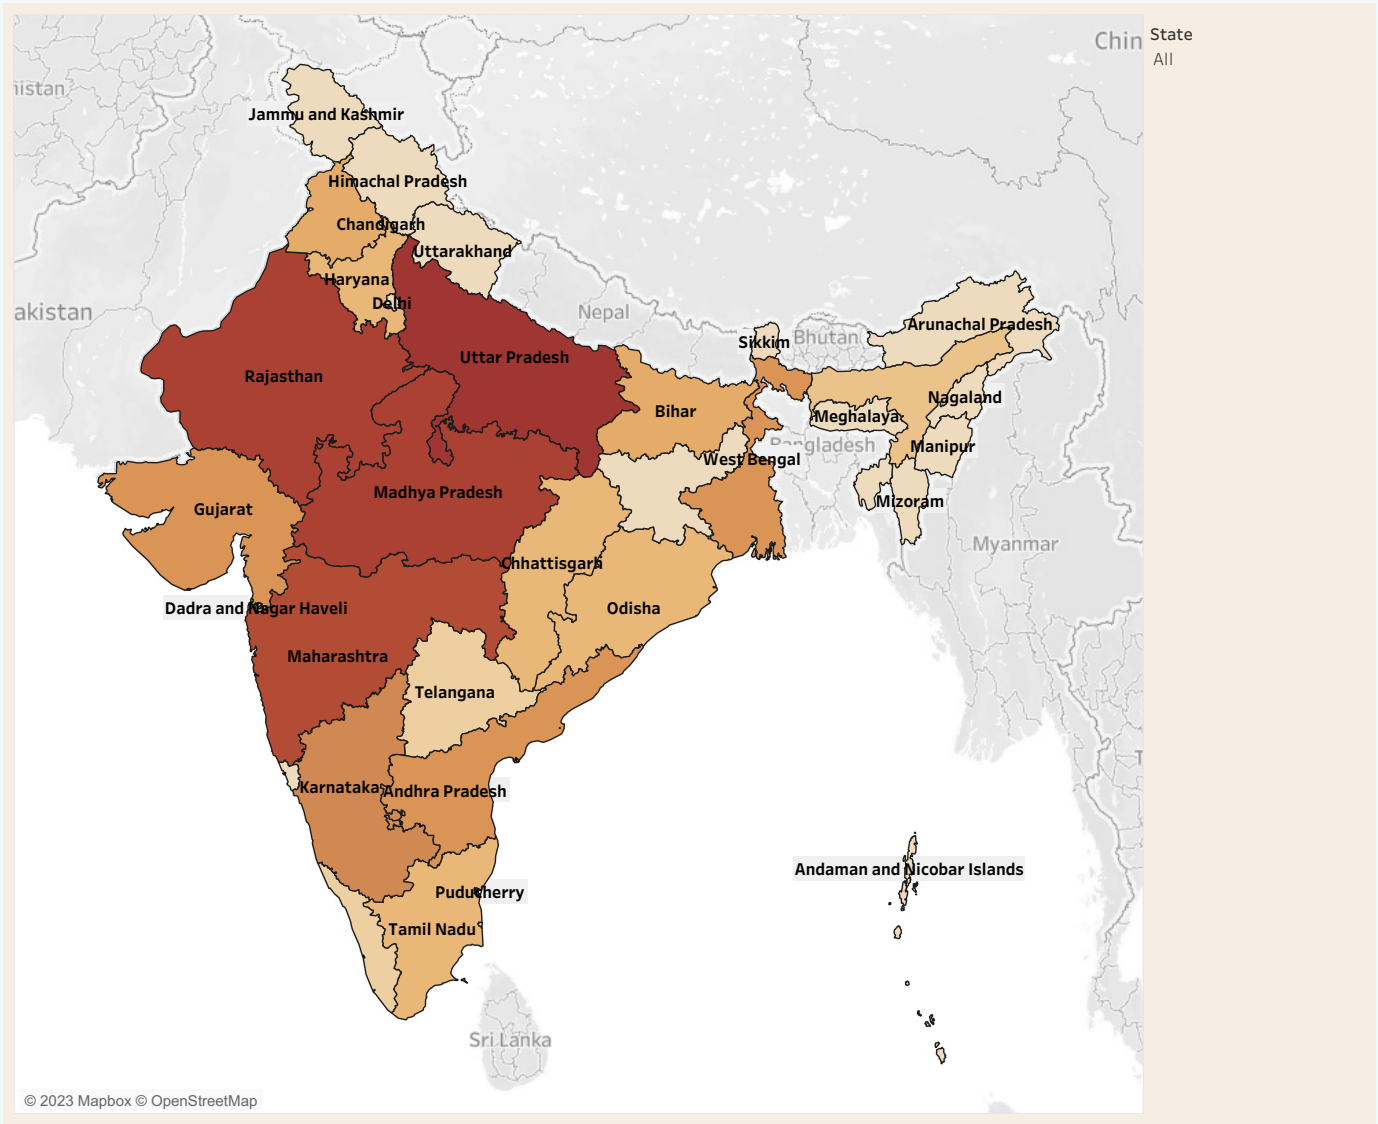 Chin
State
All
nistan
Jammu and Kashmir
Himachal Pradesh
Chandigarh
Uttarakhand
Haryana
Delhi
akistan
Nepal
Arunachal Pradesh
Sikkim
Bhutan
Uttar Pradesh
Rajasthan
Nagaland
Bihar
Meghalaya
Bangladesh
Manipur
West Bengal
Madhya Pradesh
Mizoram
Gujarat
Myanmar
Chhattisgarh
Dadra and Nagar Haveli
Odisha
Maharashtra
Telangana
T
Karnataka
Andhra Pradesh
Andaman and Nicobar Islands
Puducherry
Tamil Nadu
Sri Lanka
© 2023 Mapbox © OpenStreetMap